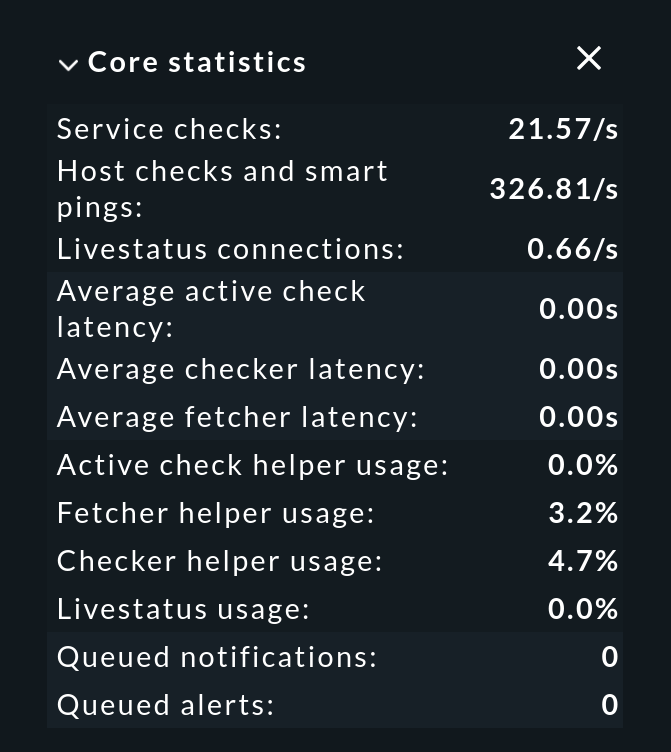 Core statistics
Service checks: 21.57/s
Host checks and smart
pings: 326.81/s
Livestatus connections: 0.66/s
Average active check
latency: 0.00s
Average checker latency: 0.00s
Average fetcher latency: 0.00s
Active check helper usage: 0.0%
Fetcher helper usage: 3.2%
Checker helper usage: 4.7%
Livestatus usage: 0.0%
Queued notifications: 0
Queued alerts: 0